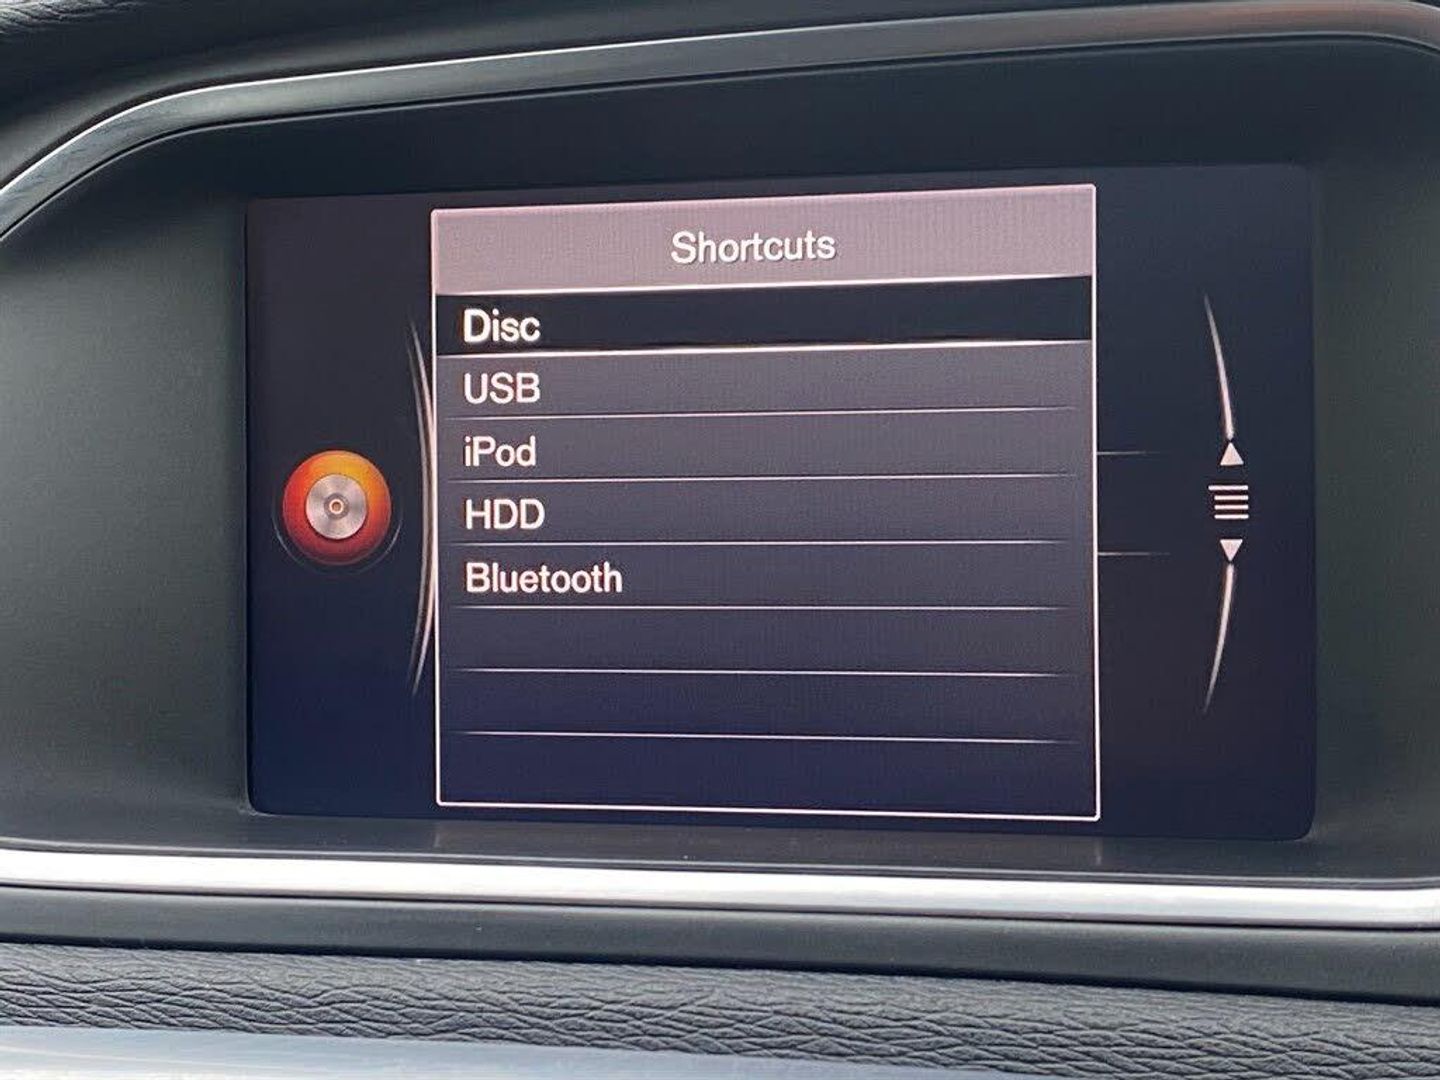 Shortcuts
Disc
USB
iPod
HDD
Bluetooth